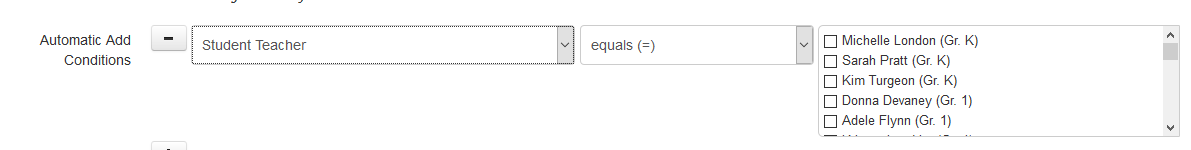 Automatic Add
Conditions
Student Teacher
equals (=)
Michelle London (Gr. K)
Sarah Pratt (Gr. K)
Kim Turgeon (Gr. K)
Donna Devaney (Gr. 1)
Adele Flynn (Gr. 1)